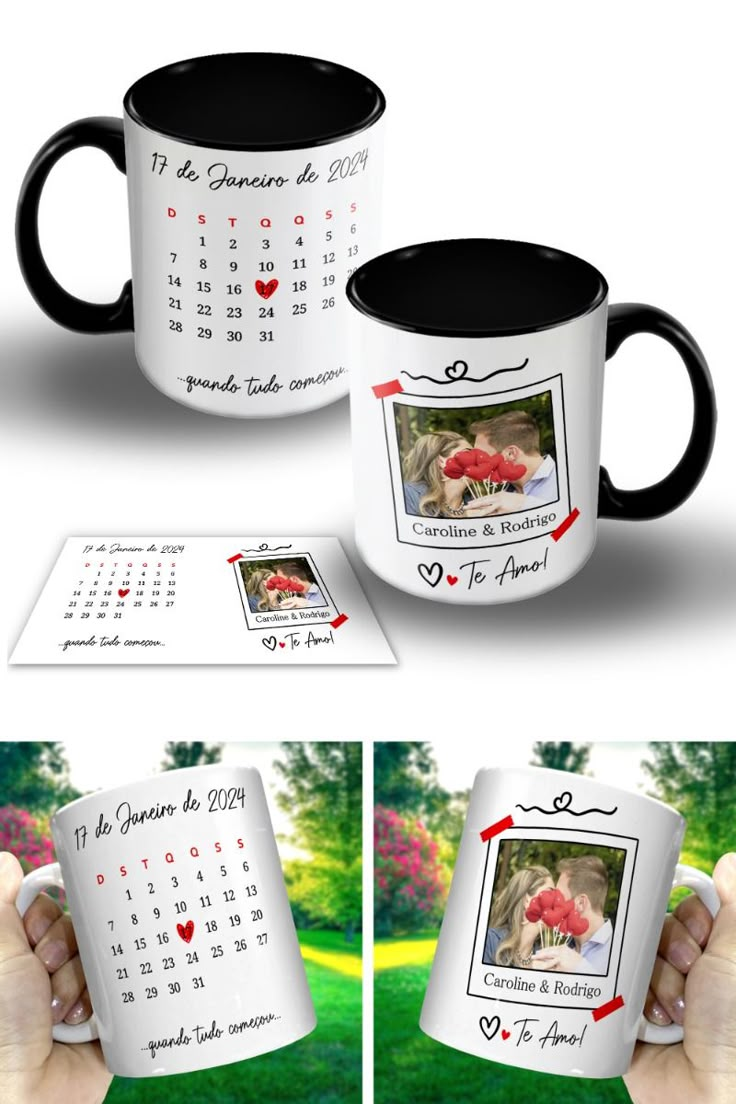 17 de Janeiro de 2024
D S T Q Q S S
1 2 3 4 5 6
7 8 9 10 11 12 13
14 15 16 17 18 19 20
21 22 23 24 25 26
28 29 30 31
...quando tudo começou...
Caroline & Rodrigo
Te Amo!
17 de Janeiro de 2024
D S T Q Q S S
1 2 3 4 5 6
7 8 9 10 11 12 13
14 15 16 18 19 20
21 22 23 24 25 26 27
28 29 30 31
...quando tudo começou...
Caroline & Rodrigo
Te Amo!
17 de Janeiro de 2024
D S T Q Q S S
1 2 3 4 5 6
7 8 9 10 11 12 13
14 15 16 17 18 19 20
21 22 23 24 25 26 27
28 29 30 31
...quando tudo começou...
Caroline & Rodrigo
Te Amo!